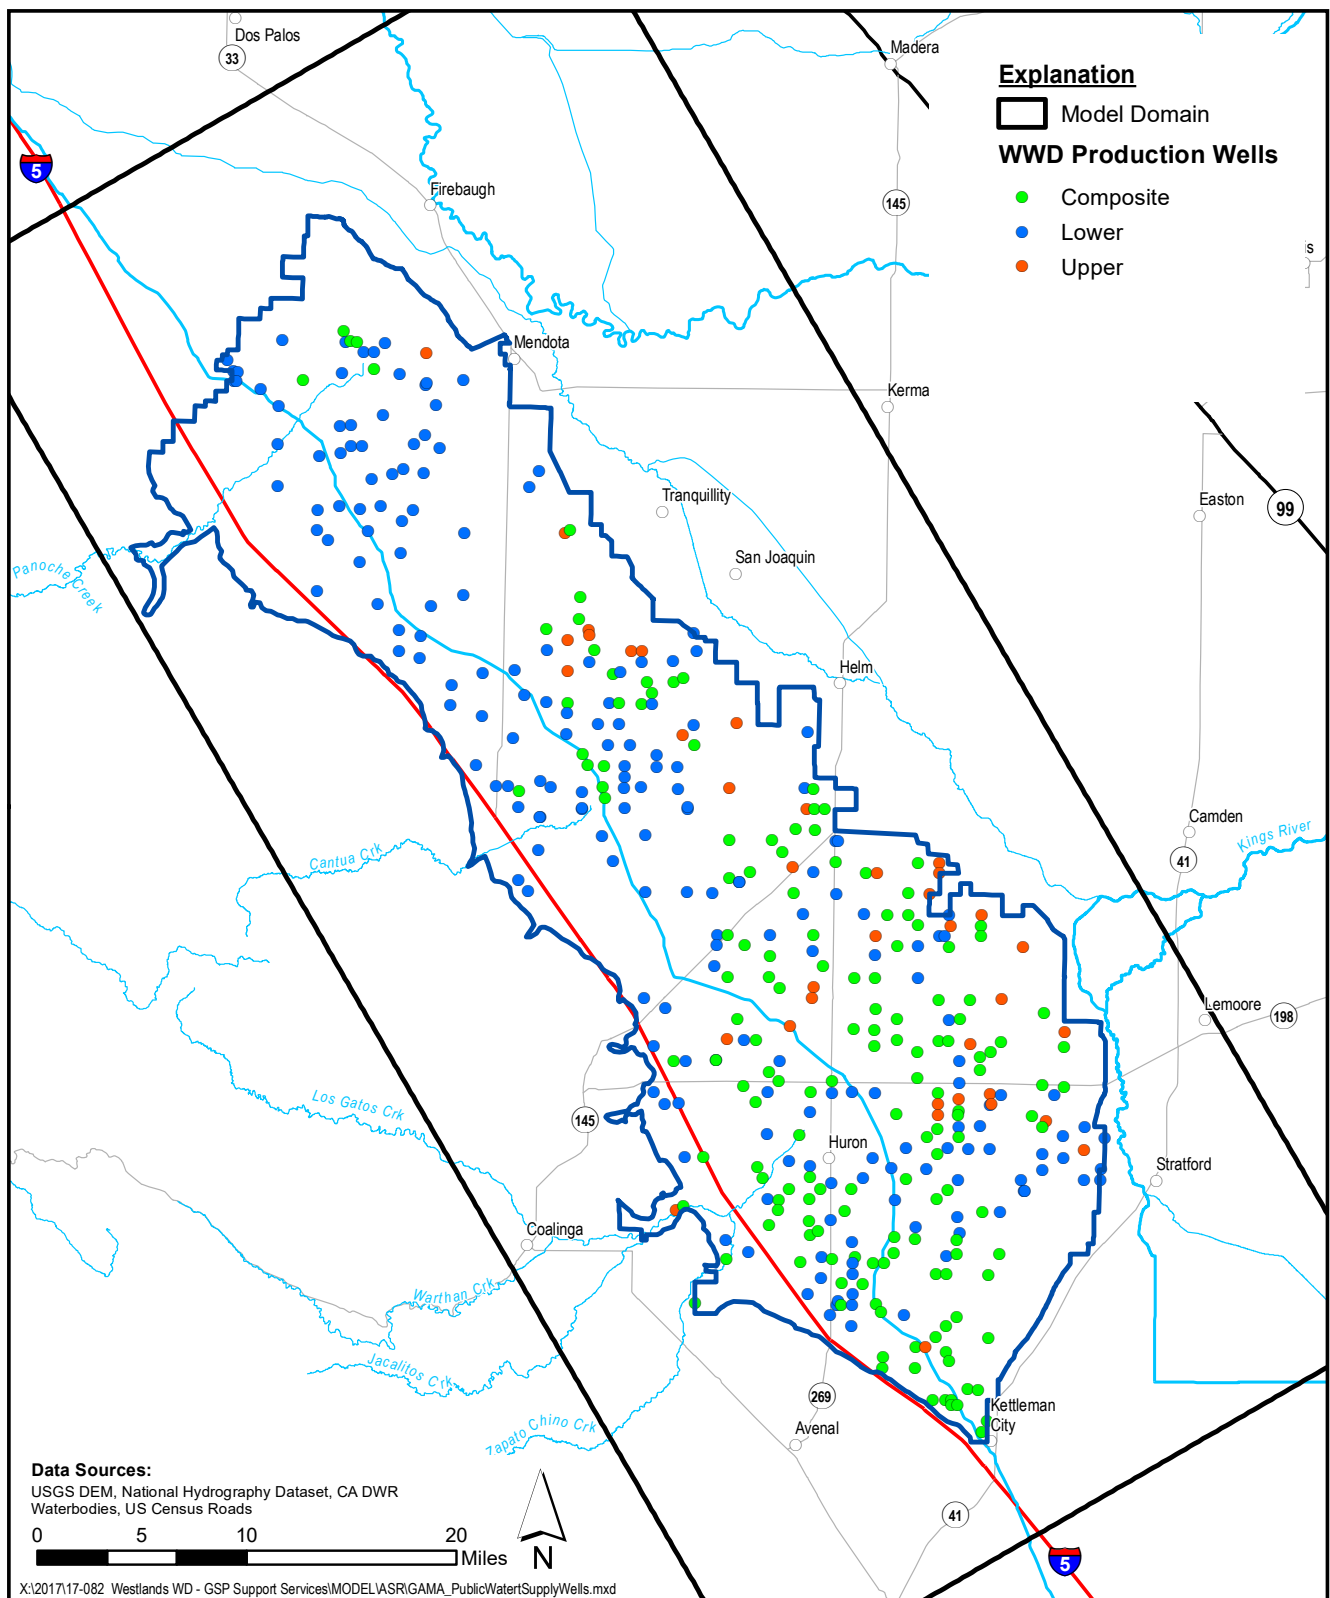 Dos Palos
33
Madera
Explanation
Model Domain
WWD Production Wells
Composite
Lower
Upper
5
Firebaugh
145
is
Mendota
Kerma
Easton
99
Tranquillity
San Joaquin
Panoche Creek
Helm
Camden
Kings River
41
Cantua Crk
Lemoore
198
Los Gatos Crk
145
Huron
Stratford
Coalinga
Warthan Crk
Jacalitos Crk
269
Kettleman
City
Zapato Chino Crk
Avenal
Data Sources:
USGS DEM, National Hydrography Dataset, CA DWR
Waterbodies, US Census Roads
0 5 10 20
Miles
N
41
5
X:\2017\17-082 Westlands WD - GSP Support Services\MODEL\ASR\GAMA_PublicWatertSupplyWells.mxd